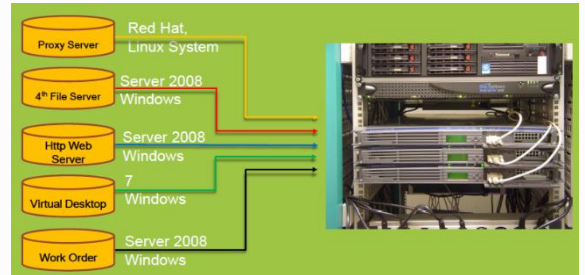 Proxy Server
Red Hat,
Linux System
4th File Server
Server 2008
Windows
Http Web
Server
Server 2008
Windows
Virtual Desktop
7
Windows
Work Order
Server 2008
Windows